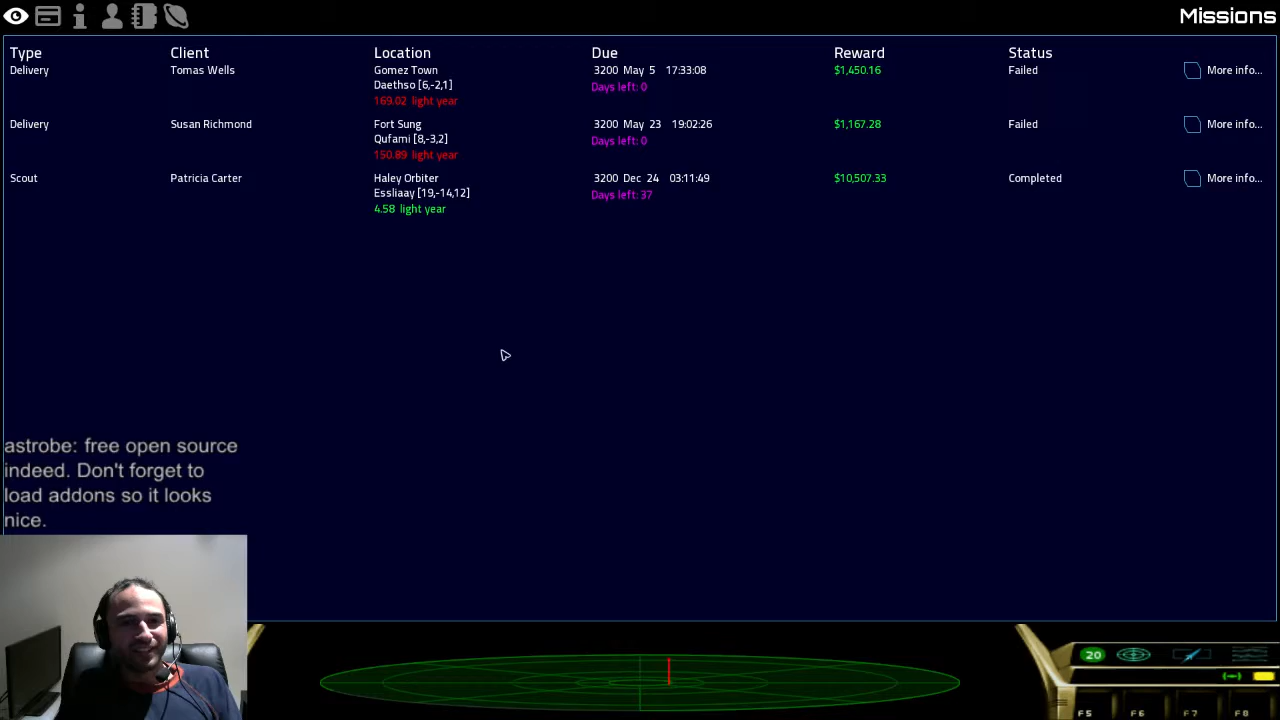 Missions
Type Client Location Due Reward Status
Delivery Tomas Wells Gomez Town 3200 May 5 17:33:08 $1,450.16 Failed More info...
Daethso [6,-2,1] Days left: 0
169.02 light year
Delivery Susan Richmond Fort Sung 3200 May 23 19:02:26 $1,167.28 Failed More info...
Qufami [8,-3,2] Days left: 0
150.89 light year
Scout Patricia Carter Haley Orbiter 3200 Dec 24 03:11:49 $10,507.33 Completed More info...
Essliaay [19,-14,12] Days left: 37
4.58 light year
astrobe: free open source
indeed. Don't forget to
load addons so it looks
nice.
20
F5 F6 F7 F8